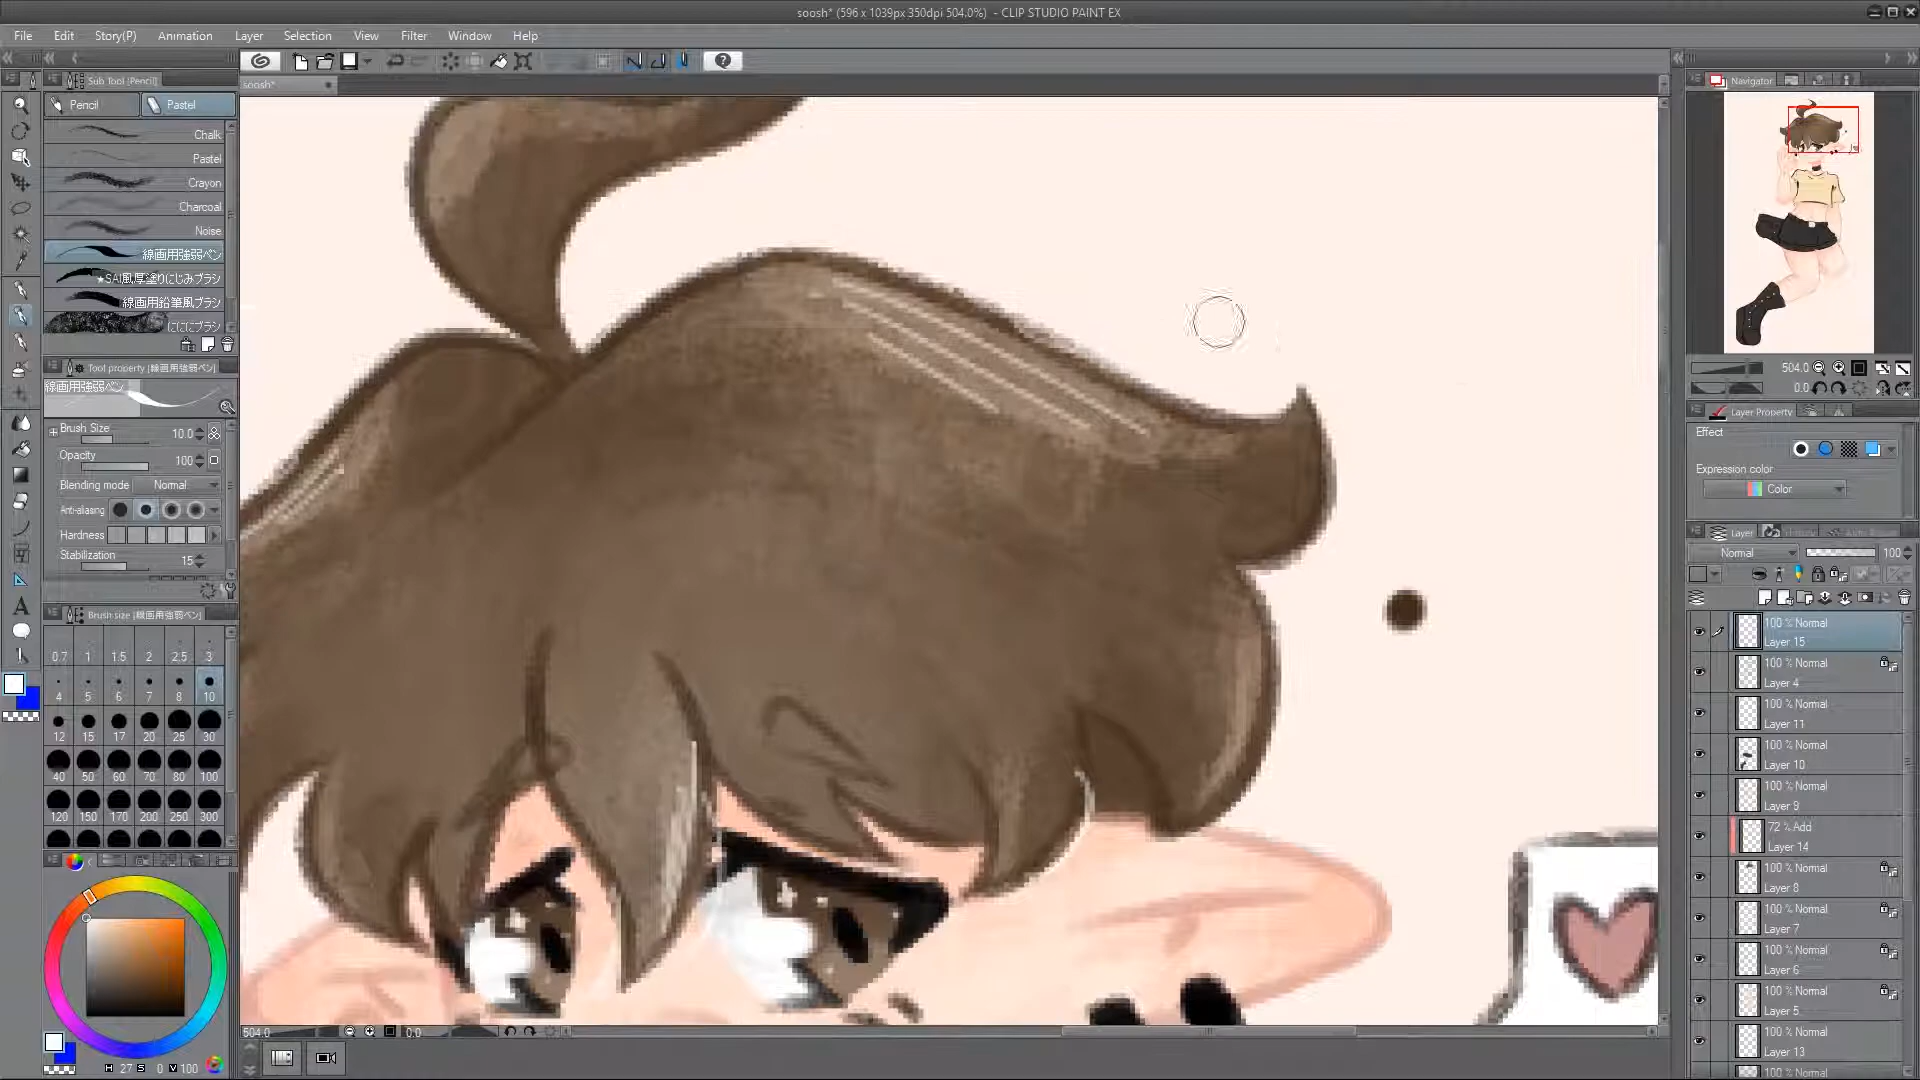 soosh* (596 x 1039px 350dpi 504.0%) - CLIP STUDIO PAINT EX
File Edit Story(P) Animation Layer Selection View Filter Window Help
Sub Tool [Pencil]
soosh*
Navigator
Pencil
Pastel
Chalk
Pastel
Crayon
Charcoal
Noise
線画用強弱ペン
★SAI風厚塗りにじみブラシ
線画用鉛筆風ブラシ
にじブラシ
Tool property [線画用強弱ペン]
線画用強弱ペン
Brush Size 10.0
Opacity 100
Blending mode Normal
Anti-aliasing
Hardness
Stabilization 15
Brush size [線画用強弱ペン]
0.7 1 1.5 2 2.5 3
4 5 6 7 8 10
12 15 17 20 25 30
40 50 60 70 80 100
120 150 170 200 250 300
H 27 S 0 V 100
504.0 0.0
504.0
0.0
Layer Property
Effect
Expression color
Color
Layer
Normal 100
100 % Normal
Layer 15
100 % Normal
Layer 4
100 % Normal
Layer 11
100 % Normal
Layer 10
100 % Normal
Layer 9
72 % Add
Layer 14
100 % Normal
Layer 8
100 % Normal
Layer 7
100 % Normal
Layer 6
100 % Normal
Layer 5
100 % Normal
Layer 13
100 % Normal